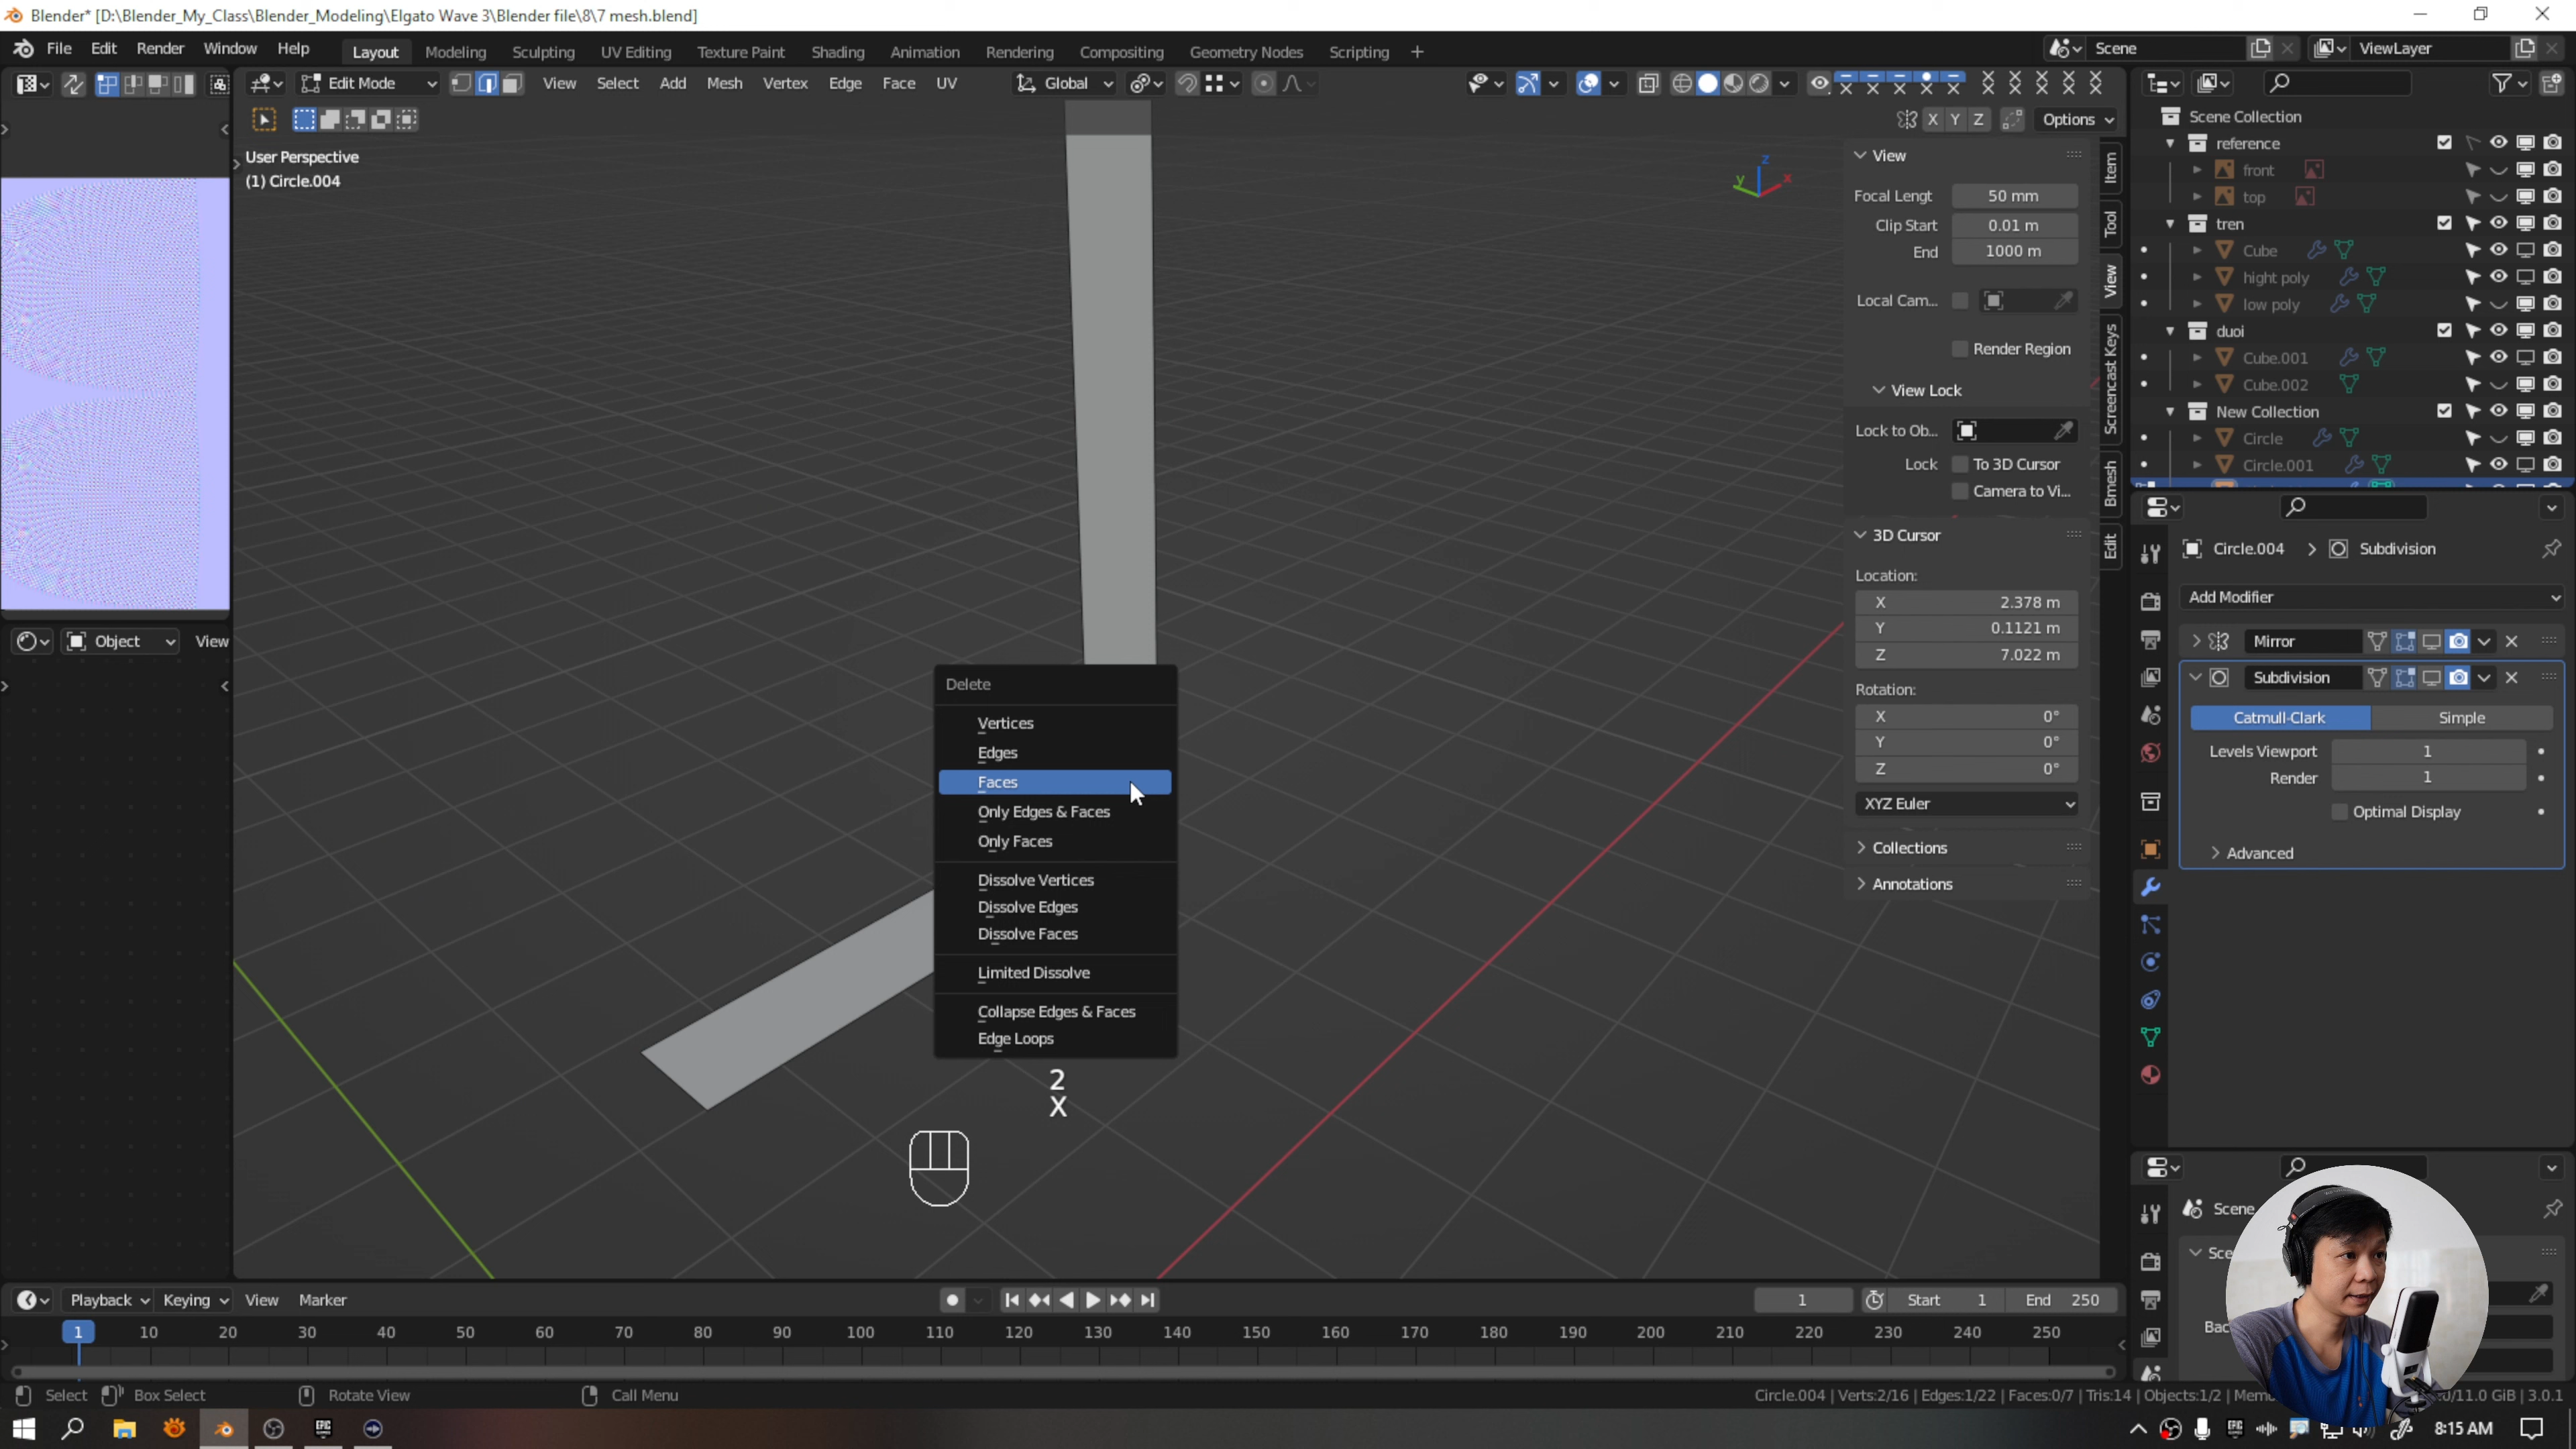 Blender* [D:\Blender_My_Class\Blender_Modeling\Elgato Wave 3\Blender file\8\7 mesh.blend]
File Edit Render Window Help Layout Modeling Sculpting UV Editing Texture Paint Shading Animation Rendering Compositing Geometry Nodes Scripting + Scene ViewLayer
Edit Mode View Select Add Mesh Vertex Edge Face UV Global
X Y Z Options
User Perspective
(1) Circle.004
Z
Y
X
View
Focal Lengt 50 mm
Clip Start 0.01 m
End 1000 m
Local Cam...
Render Region
View Lock
Lock to Ob...
Lock To 3D Cursor
Camera to Vi...
3D Cursor
Location:
X 2.378 m
Y 0.1121 m
Z 7.022 m
Rotation:
X 0°
Y 0°
Z 0°
XYZ Euler
Collections
Annotations
Item
Tool
View
Screencast Keys
Bmesh
Edit
Scene Collection
reference
front
top
tren
Cube
hight poly
low poly
duoi
Cube.001
Cube.002
New Collection
Circle
Circle.001
Circle.004 Subdivision
Add Modifier
Mirror
Subdivision
Catmull-Clark Simple
Levels Viewport 1
Render 1
Optimal Display
Advanced
Scene
Sce
Bac
Object View
Delete
Vertices
Edges
Faces
Only Edges & Faces
Only Faces
Dissolve Vertices
Dissolve Edges
Dissolve Faces
Limited Dissolve
Collapse Edges & Faces
Edge Loops
2
X
Playback Keying View Marker 1 Start 1 End 250
1 10 20 30 40 50 60 70 80 90 100 110 120 130 140 150 160 170 180 190 200 210 220 230 240 250
Select Box Select Rotate View Call Menu
Circle.004 | Verts:2/16 | Edges:1/22 | Faces:0/7 | Tris:14 | Objects:1/2 | Mem
/11.0 GiB | 3.0.1
8:15 AM